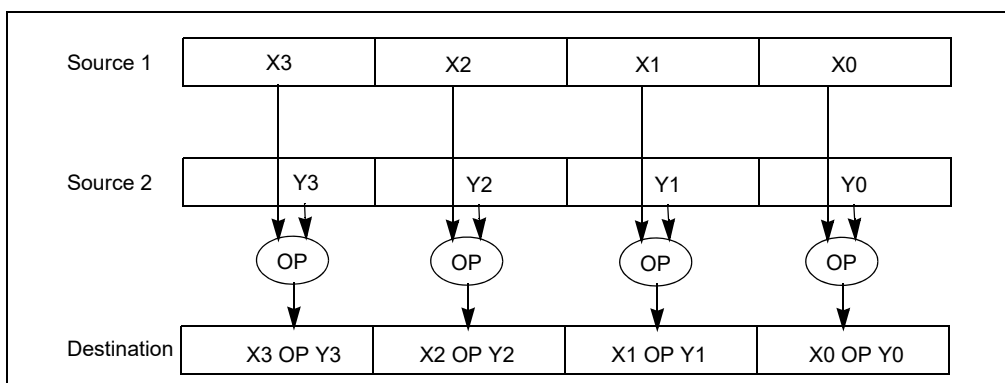 Source 1 X3 X2 X1 X0
Source 2 Y3 Y2 Y1 Y0
OP OP OP OP
Destination X3 OP Y3 X2 OP Y2 X1 OP Y1 X0 OP Y0